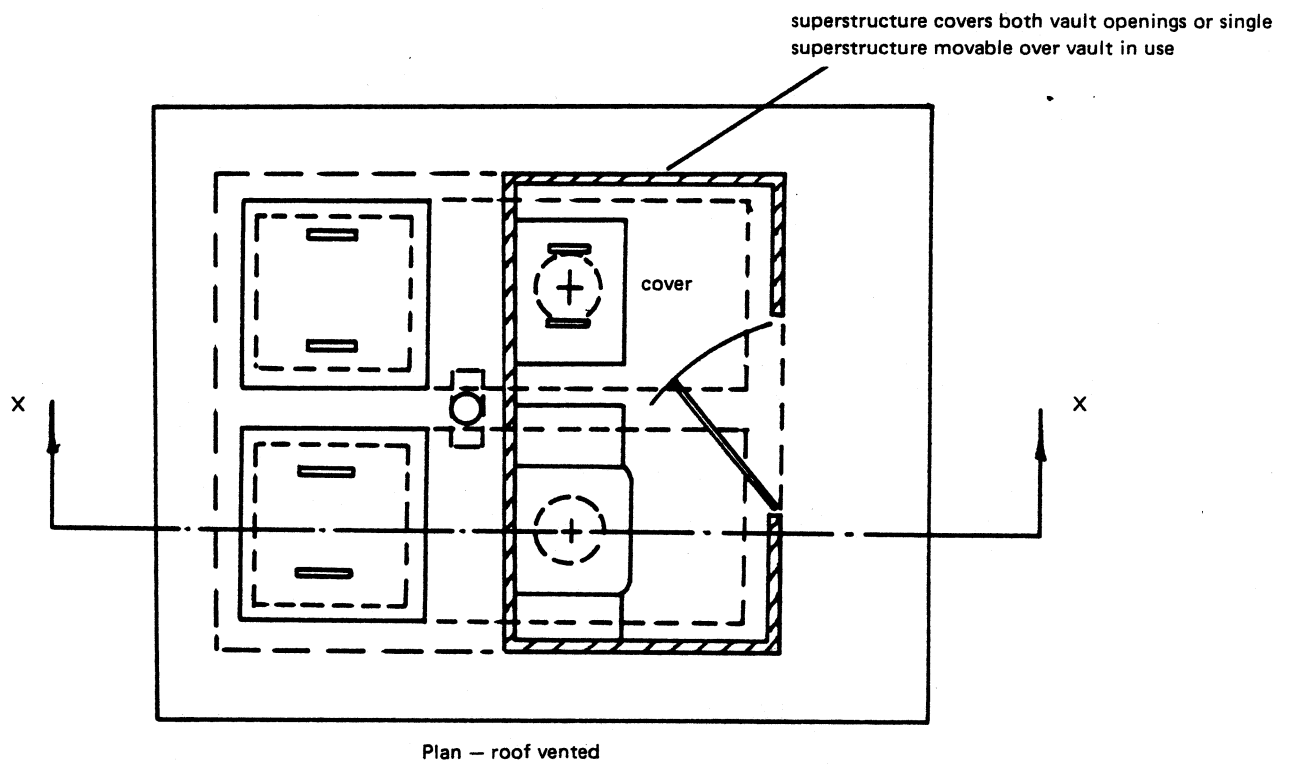 superstructure covers both vault openings or single
superstructure movable over vault in use
cover
X
X
Plan — roof vented